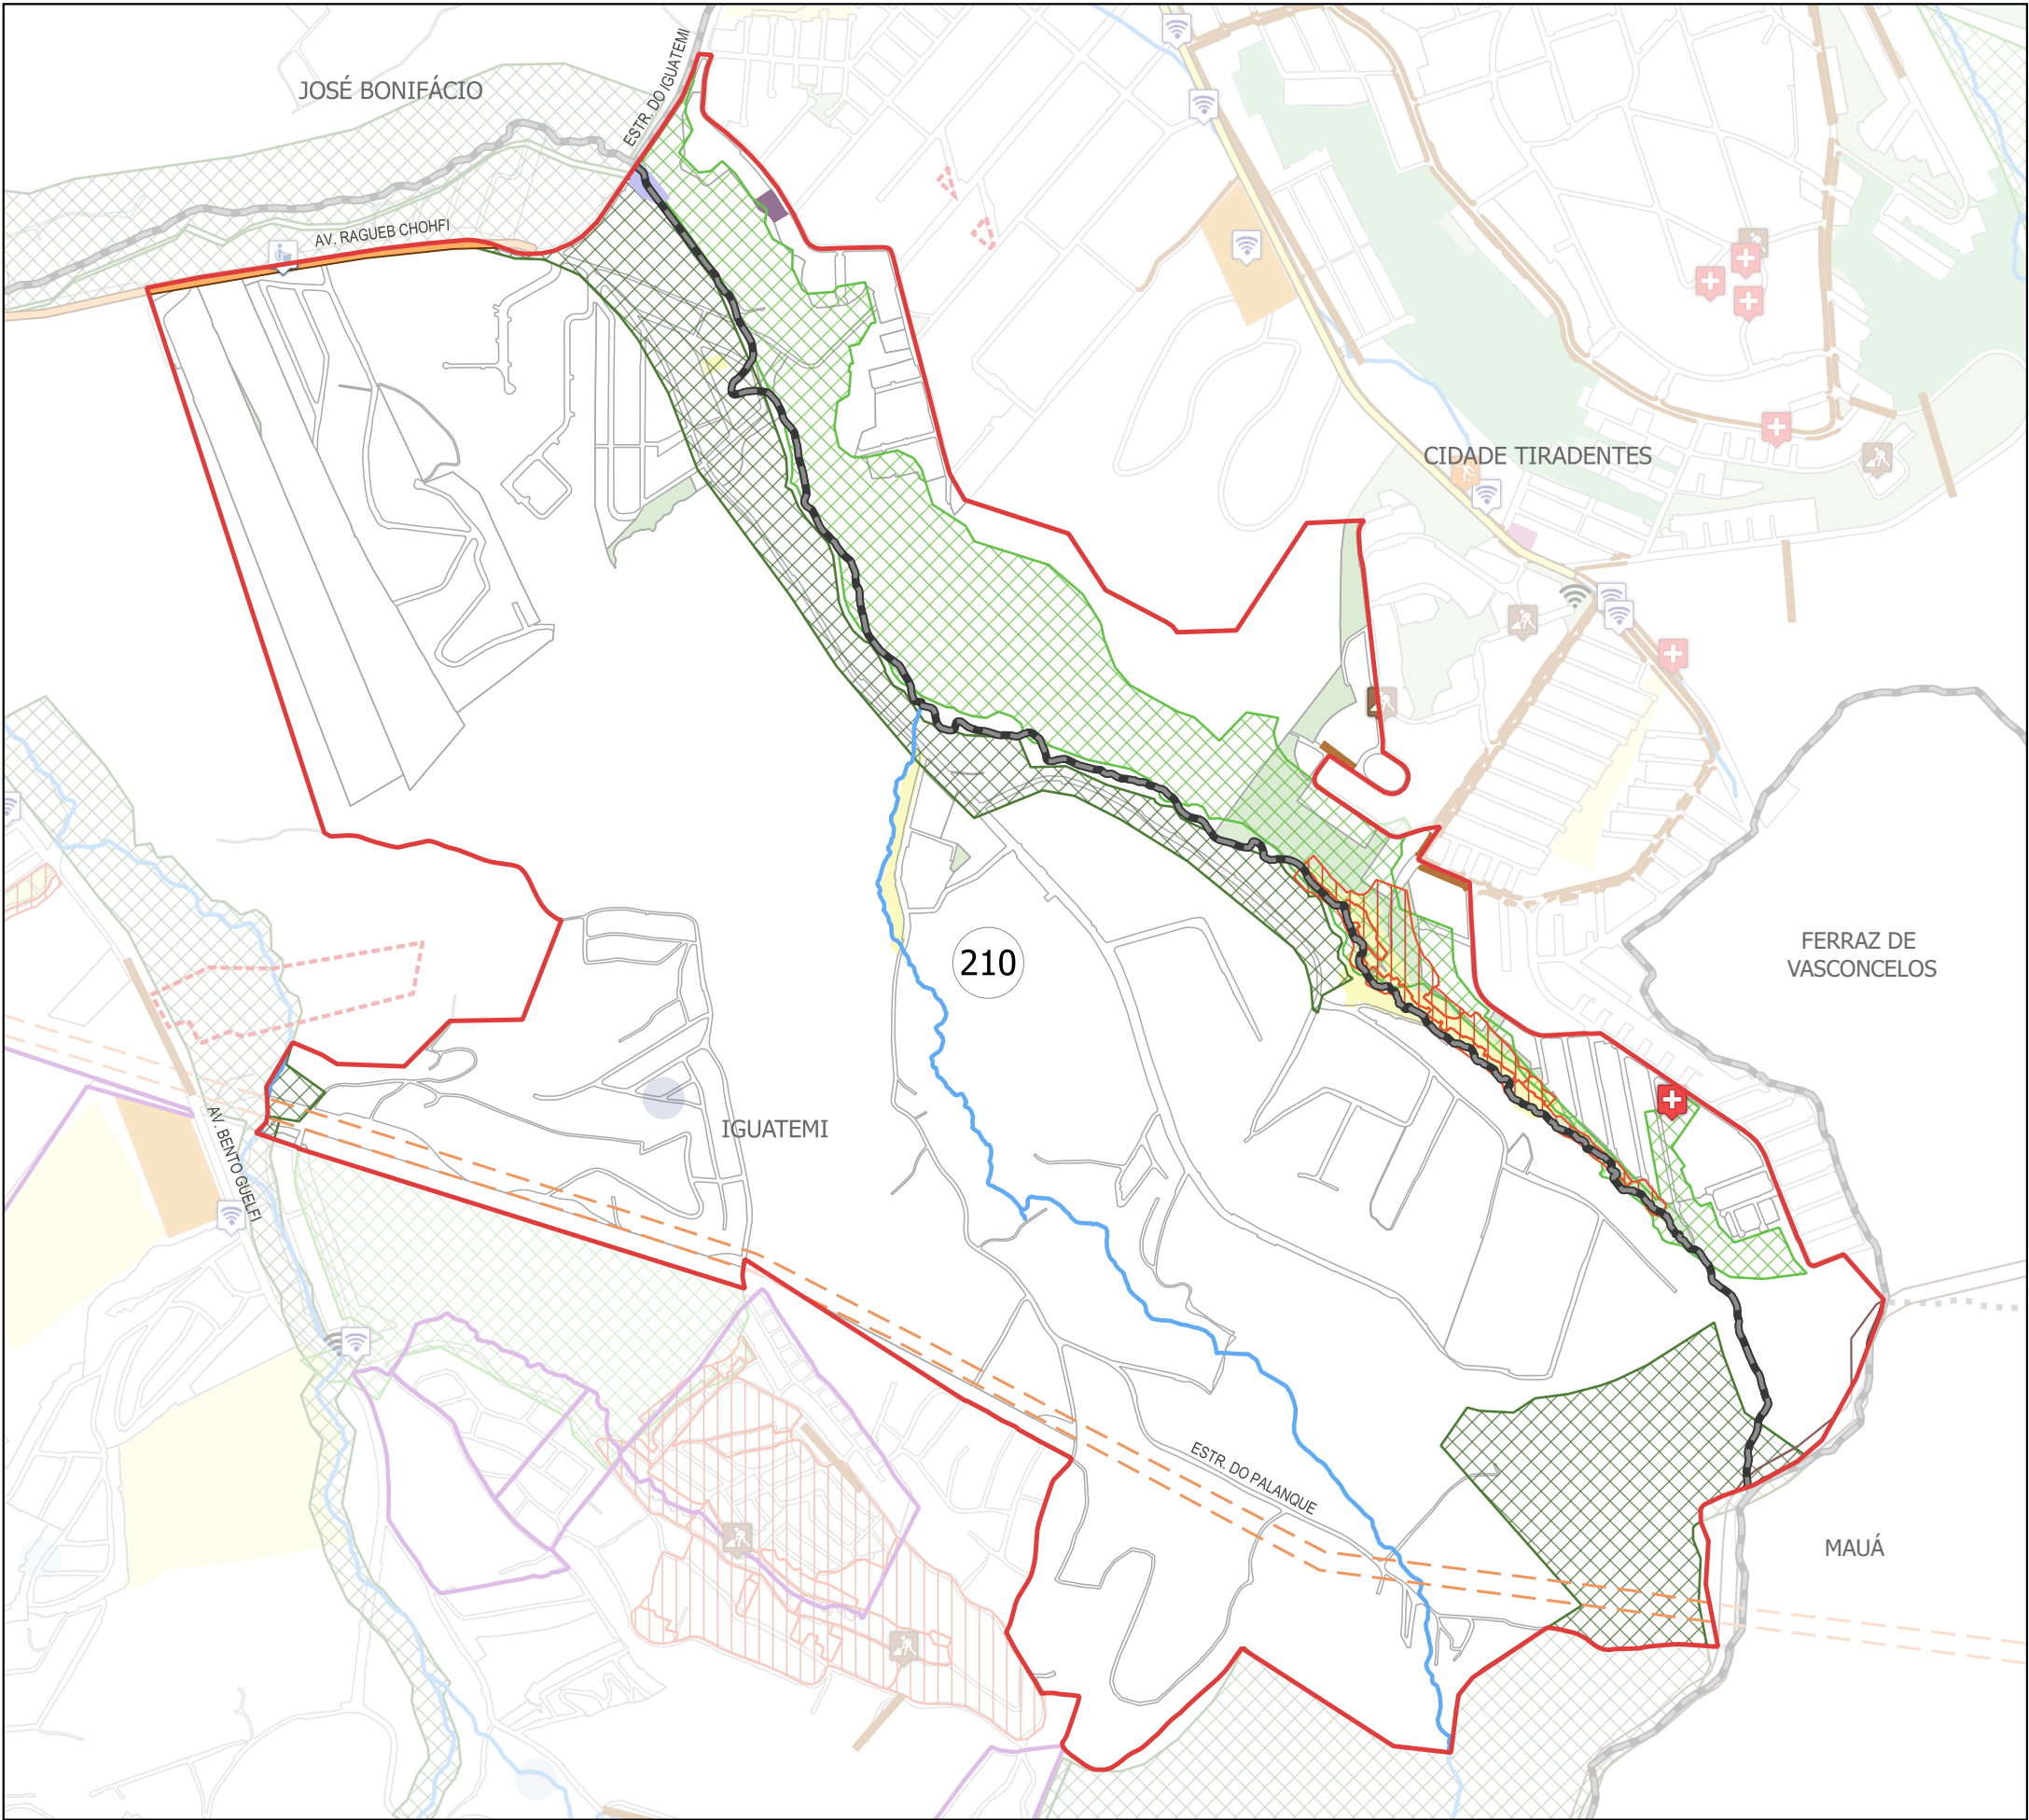 ESTR. DO IGUATEMI
JOSÉ BONIFÁCIO
AV. RAGUEB CHOHFI
CIDADE TIRADENTES
FERRAZ DE
VASCONCELOS
210
IGUATEMI
AV. BENTO GUELFI
ESTR. DO PALANQUE
MAUÁ